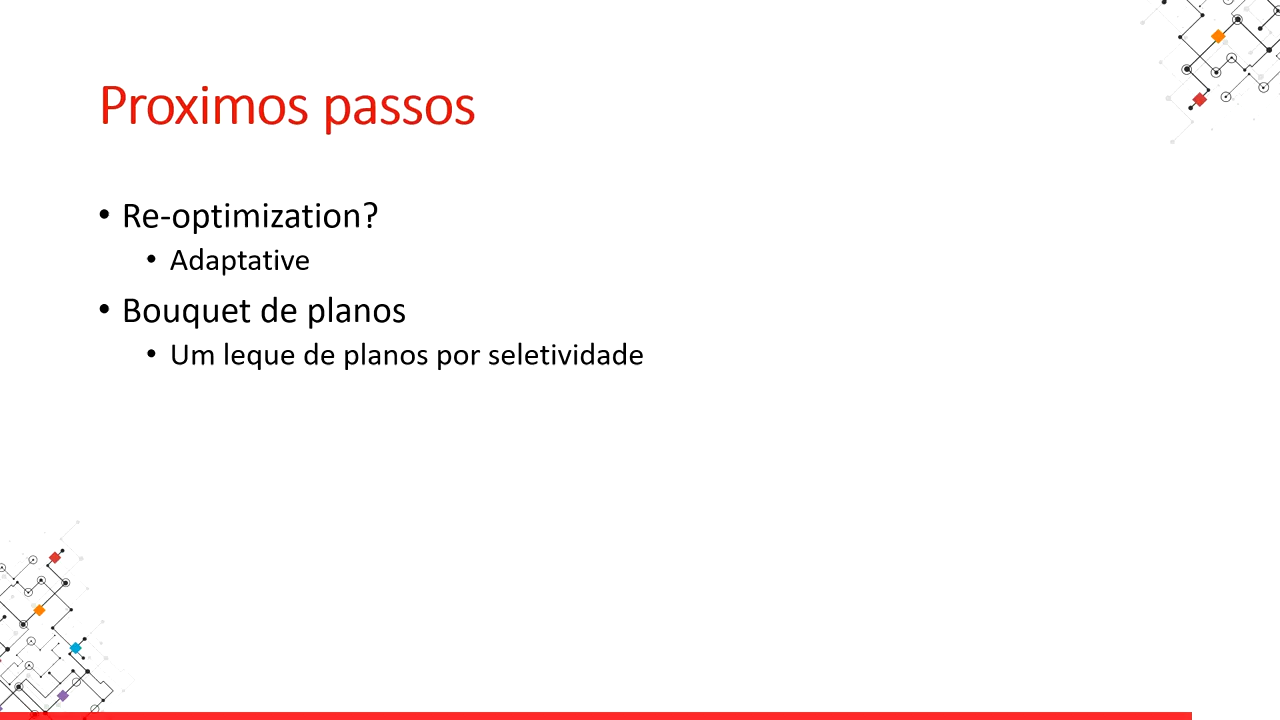 Proximos passos
• Re-optimization?
• Adaptative
• Bouquet de planos
• Um leque de planos por seletividade